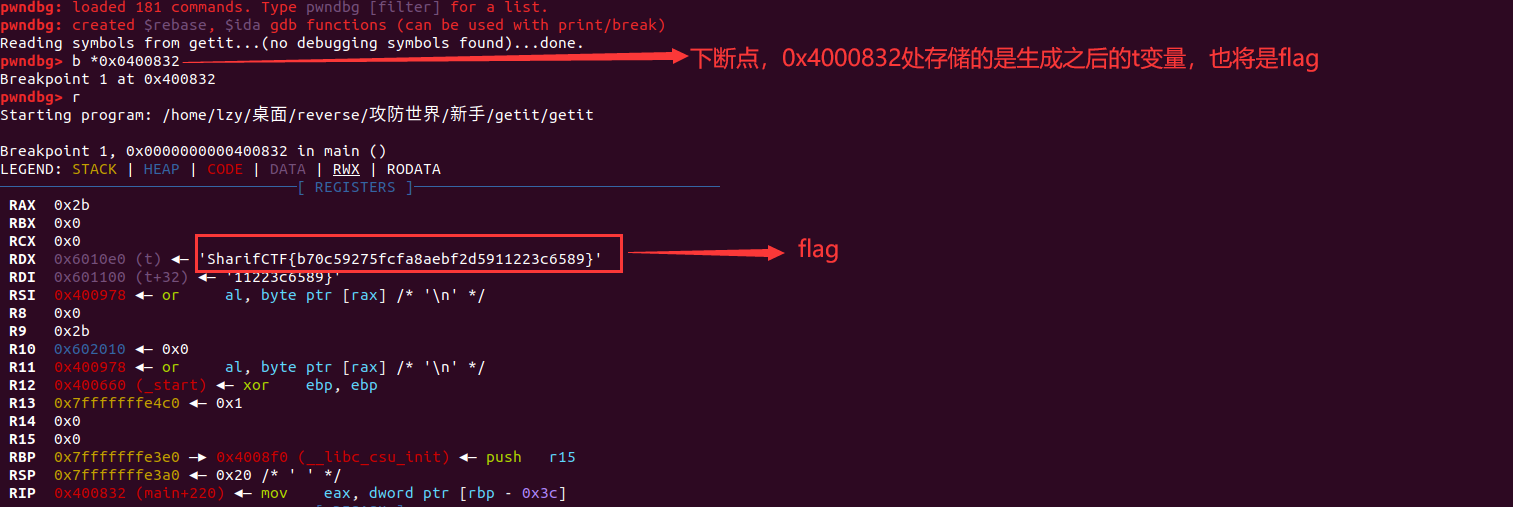 pwndbg: loaded 181 commands. Type pwndbg [filter] for a list.
pwndbg: created $rebase, $ida gdb functions (can be used with print/break)
Reading symbols from getit...(no debugging symbols found)...done.
pwndbg> b *0x0400832
下断点，0x4000832处存储的是生成之后的t变量，也将是flag
Breakpoint 1 at 0x400832
pwndbg> r
Starting program: /home/lzy/桌面/reverse/攻防世界/新手/getit/getit
Breakpoint 1, 0x0000000000400832 in main ()
LEGEND: STACK | HEAP | CODE | DATA | RWX | RODATA
[ REGISTERS ]
RAX 0x2b
RBX 0x0
RCX 0x0
RDX 0x6010e0 (t) ◂— 'SharifCTF{b70c59275fcfa8aebf2d5911223c6589}'
flag
RDI 0x601100 (t+32) ◂— '11223c6589}'
RSI 0x400978 ◂— or al, byte ptr [rax] /* '\n' */
R8 0x0
R9 0x2b
R10 0x602010 ◂— 0x0
R11 0x400978 ◂— or al, byte ptr [rax] /* '\n' */
R12 0x400660 (_start) ◂— xor ebp, ebp
R13 0x7fffffffe4c0 ◂— 0x1
R14 0x0
R15 0x0
RBP 0x7fffffffe3e0 —▸ 0x4008f0 (__libc_csu_init) ◂— push r15
RSP 0x7fffffffe3a0 ◂— 0x20 /* ' ' */
RIP 0x400832 (main+220) ◂— mov eax, dword ptr [rbp - 0x3c]